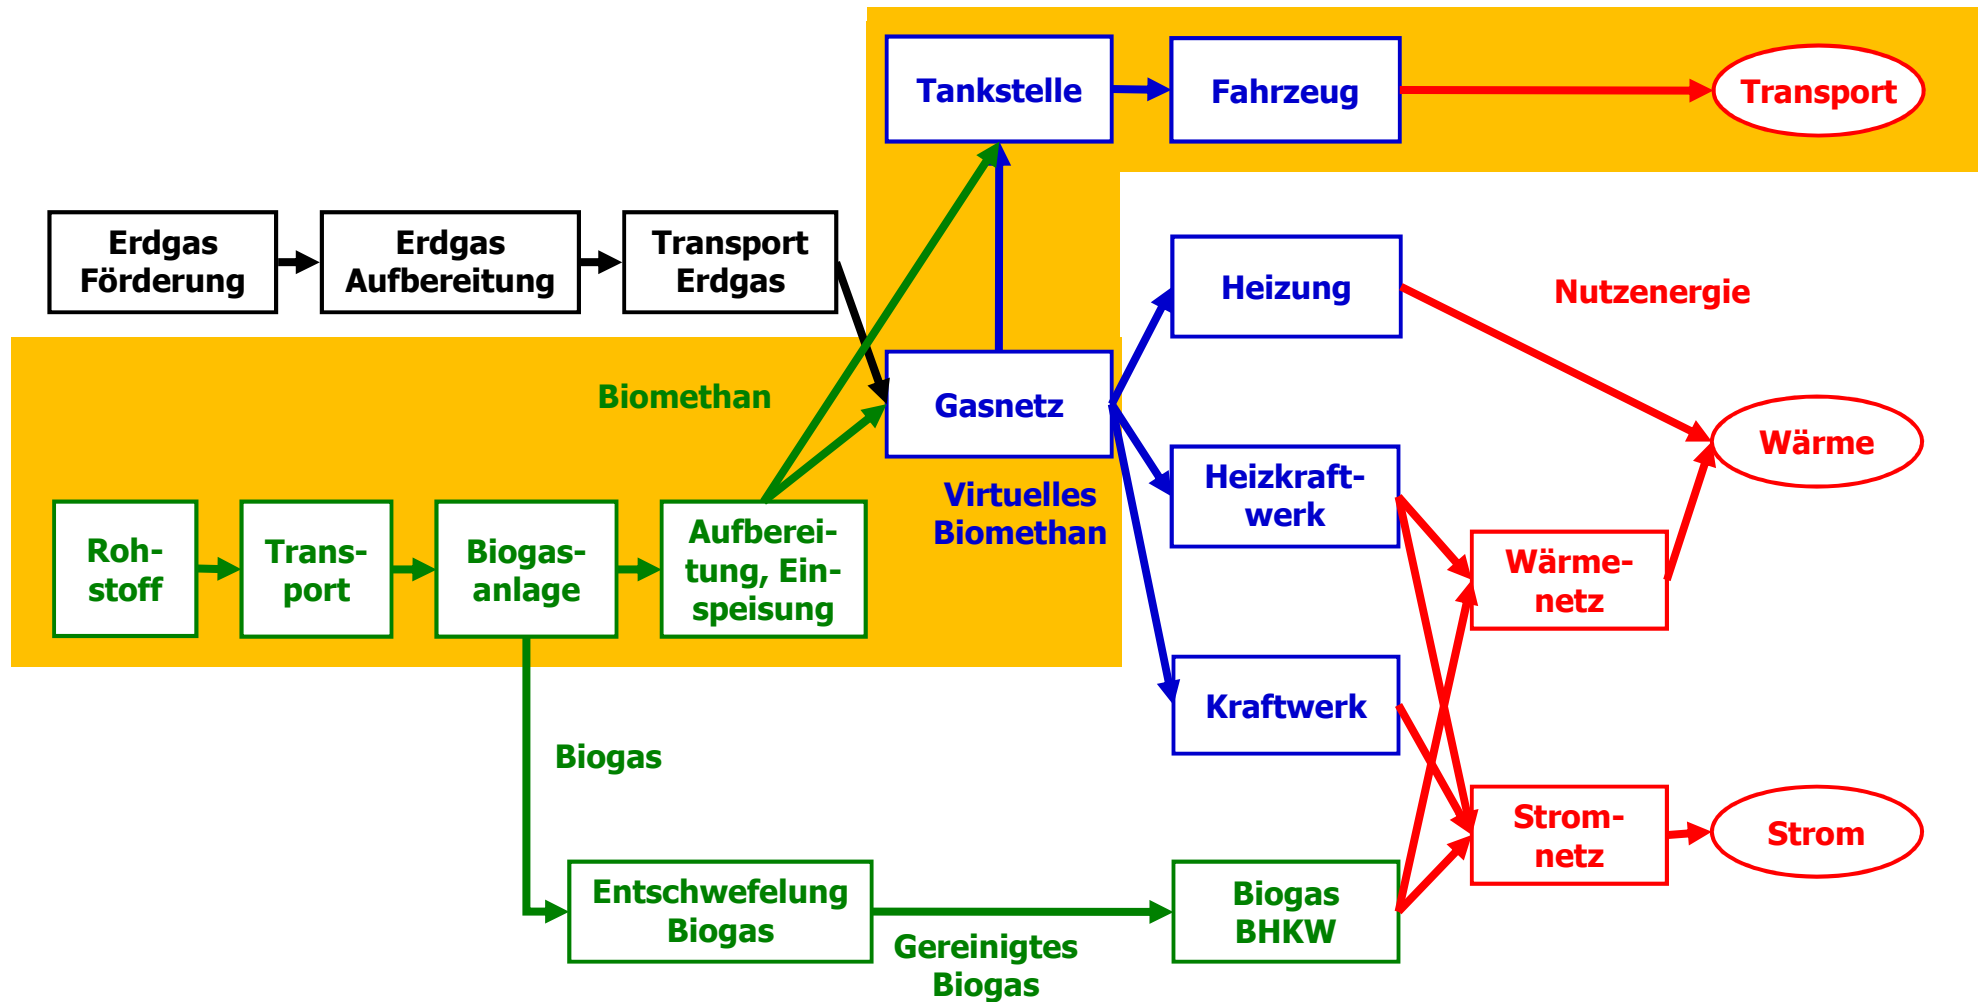 Tankstelle
Fahrzeug
Transport
Erdgas
Förderung
Erdgas
Aufbereitung
Transport
Erdgas
Heizung
Nutzenergie
Biomethan
Gasnetz
Wärme
Virtuelles
Biomethan
Heizkraft-
werk
Roh-
stoff
Trans-
port
Biogas-
anlage
Aufberei-
tung, Ein-
speisung
Wärme-
netz
Kraftwerk
Biogas
Strom-
netz
Strom
Entschwefelung
Biogas
Gereinigtes
Biogas
Biogas
BHKW